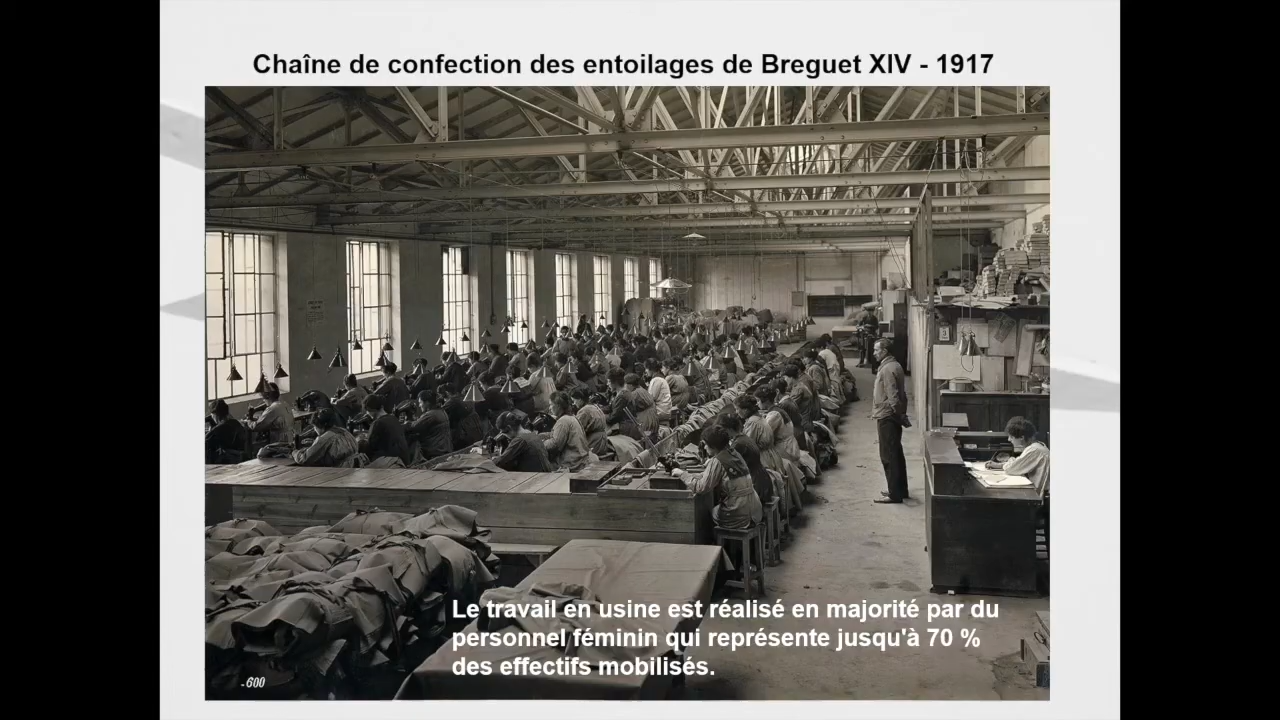 Chaîne de confection des entoilages de Breguet XIV - 1917
Le travail en usine est réalisé en majorité par du
personnel féminin qui représente jusqu'à 70 %
des effectifs mobilisés.
- 600